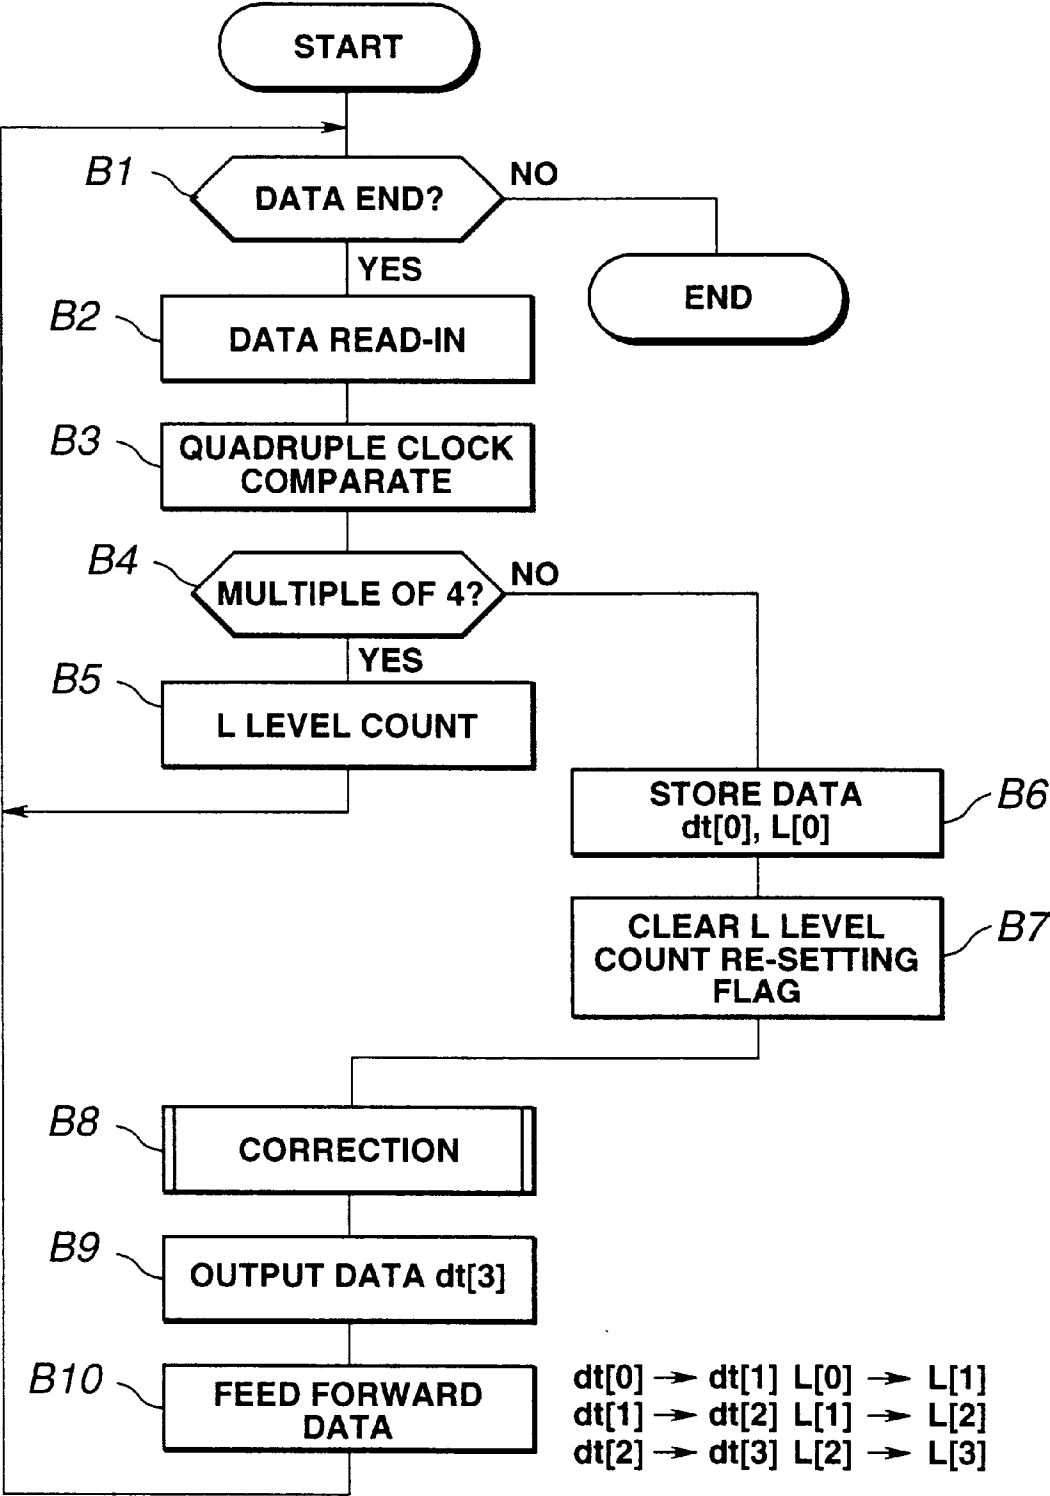 START
B1
DATA END?
NO
YES
END
B2
DATA READ-IN
B3
QUADRUPLE CLOCK
COMPARATE
B4
MULTIPLE OF 4?
NO
YES
B5
L LEVEL COUNT
STORE DATA
dt[0], L[0]
B6
CLEAR L LEVEL
COUNT RE-SETTING
FLAG
B7
B8
CORRECTION
B9
OUTPUT DATA dt[3]
B10
FEED FORWARD
DATA
dt[0] → dt[1] L[0] → L[1]
dt[1] → dt[2] L[1] → L[2]
dt[2] → dt[3] L[2] → L[3]